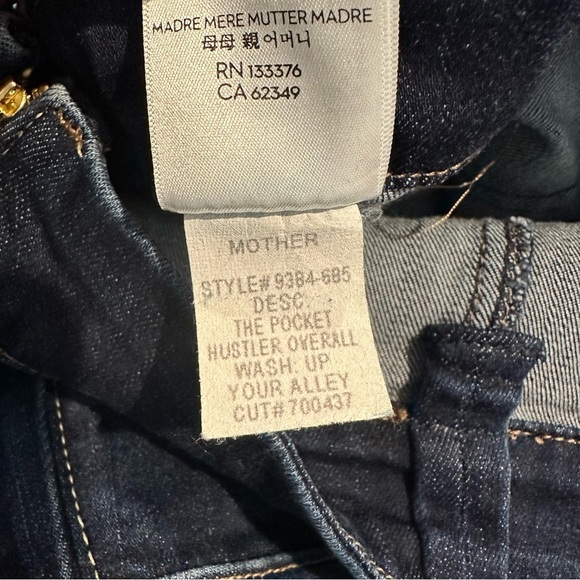 MADRE MERE MUTTER MADRE
母母 親 어머니
RN 133376
CA 62349
MOTHER
STYLE# 9384-685
DESC.
THE POCKET
HUSTLER OVERALL
WASH: UP
YOUR ALLEY
CUT# 700437